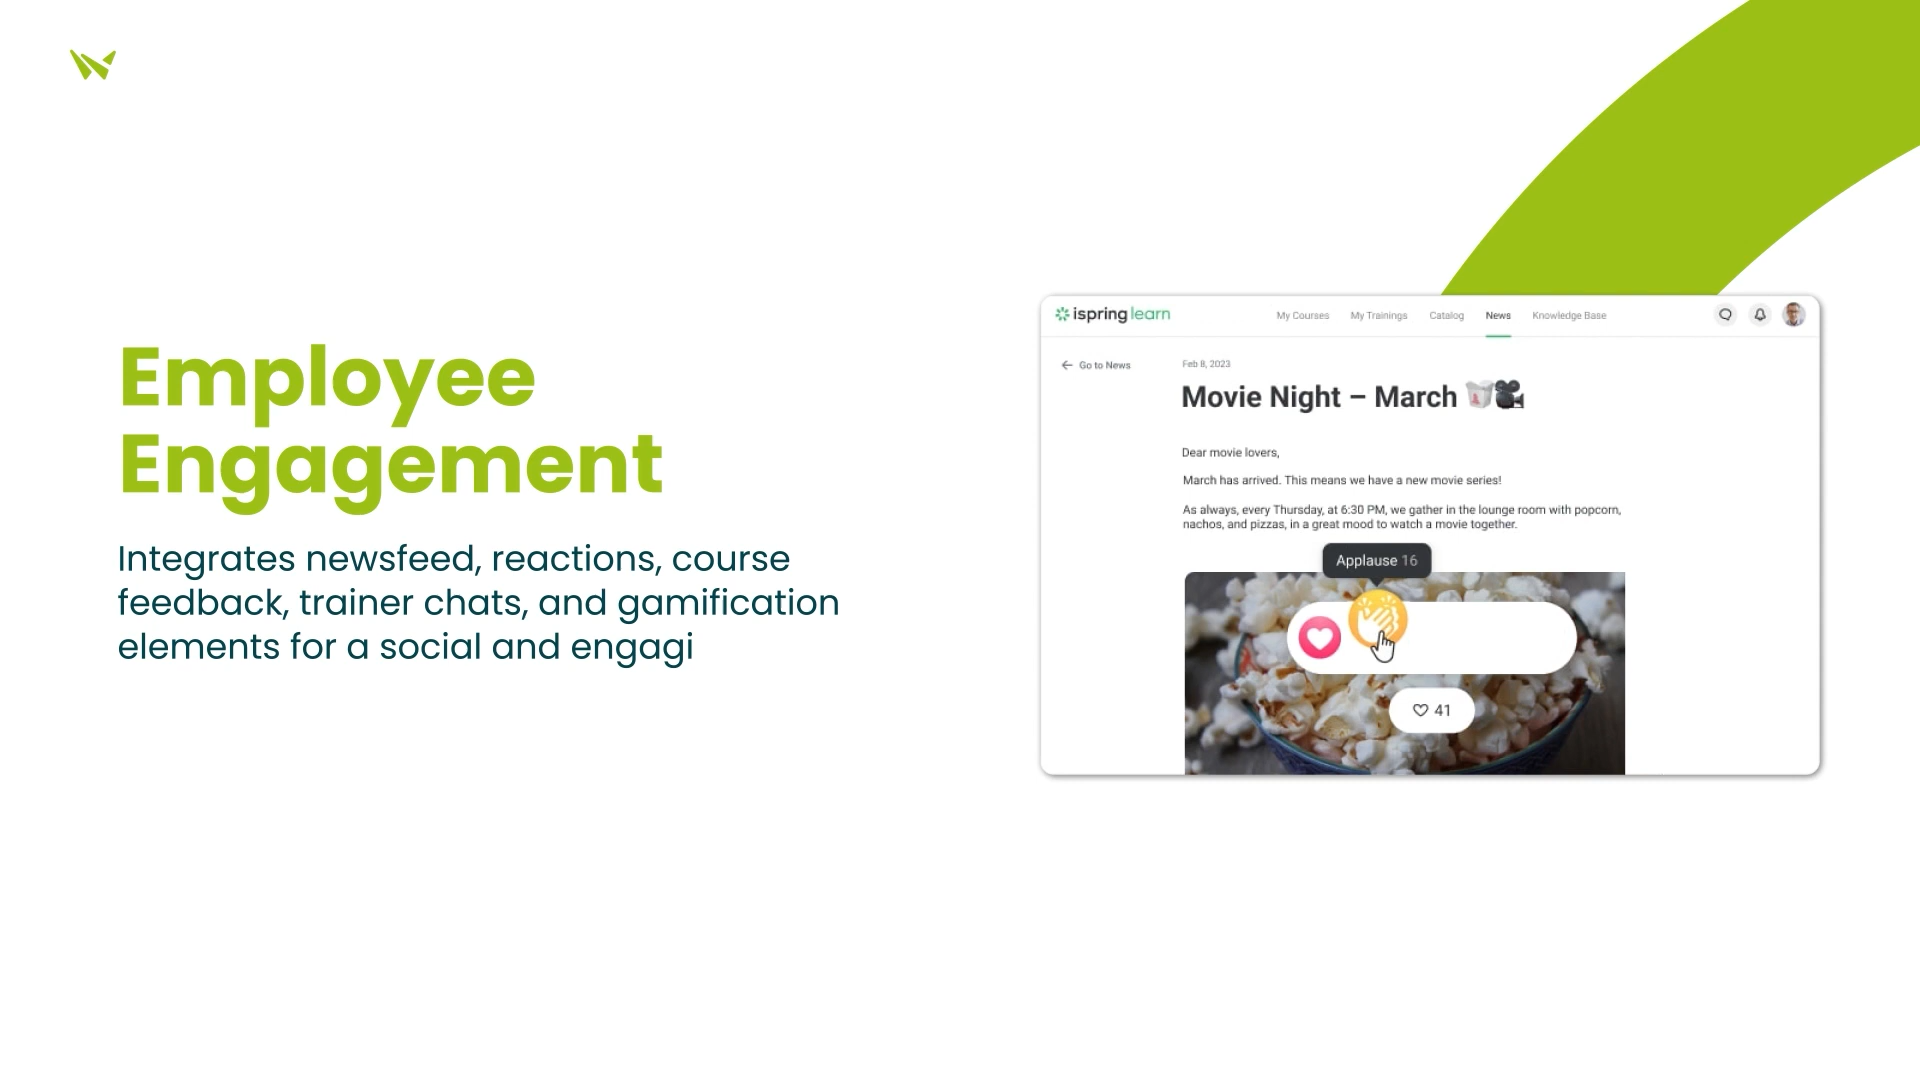 Employee
Engagement
Integrates newsfeed, reactions, course
feedback, trainer chats, and gamification
elements for a social and engagi
ispring learn
My Courses
My Trainings
Catalog
News
Knowledge Base
Go to News
Feb 8, 2023
Movie Night – March
Dear movie lovers,
March has arrived. This means we have a new movie series!
As always, every Thursday, at 6:30 PM, we gather in the lounge room with popcorn,
nachos, and pizzas, in a great mood to watch a movie together.
Applause 16
41